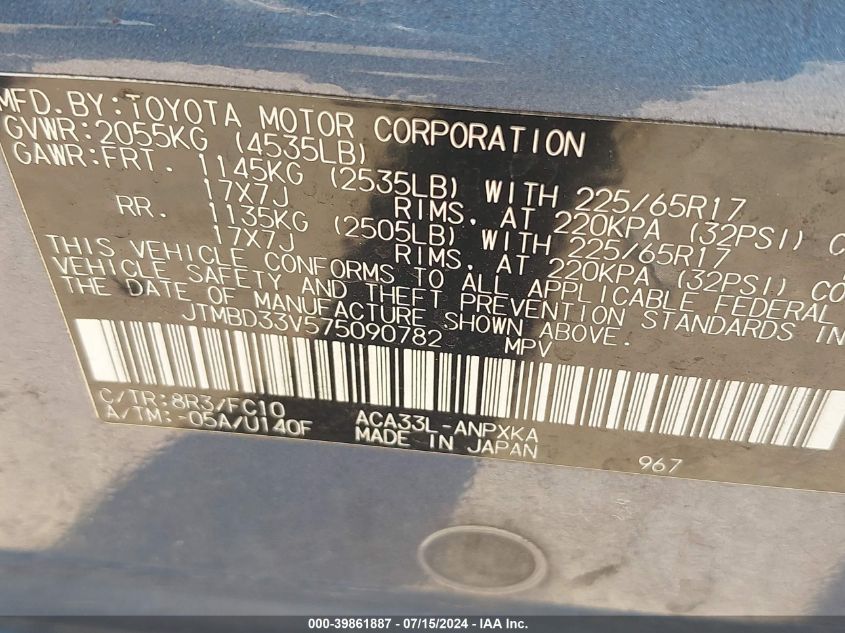 MFD.BY:TOYOTA MOTOR CORPORATION
GVWR:2055KG (4535LB)
GAWR:FRT. 1145KG (2535LB) WITH 225/65R17
17X7J RIMS, AT 220KPA (32PSI) C
RR. 1135KG (2505LB) WITH 225/65R17
17X7J RIMS, AT 220KPA (32PSI) CO
THIS VEHICLE CONFORMS TO ALL APPLICABLE FEDERAL
VEHICLE SAFETY AND THEFT PREVENTION STANDARDS IN
THE DATE OF MANUFACTURE SHOWN ABOVE.
JTMBD33V575090782 MPV
C/TR:8R3/FC10 ACA33L-ANPXKA
A/TM:-05A/U140F MADE IN JAPAN 967
000-39861887 - 07/15/2024 - IAA Inc.